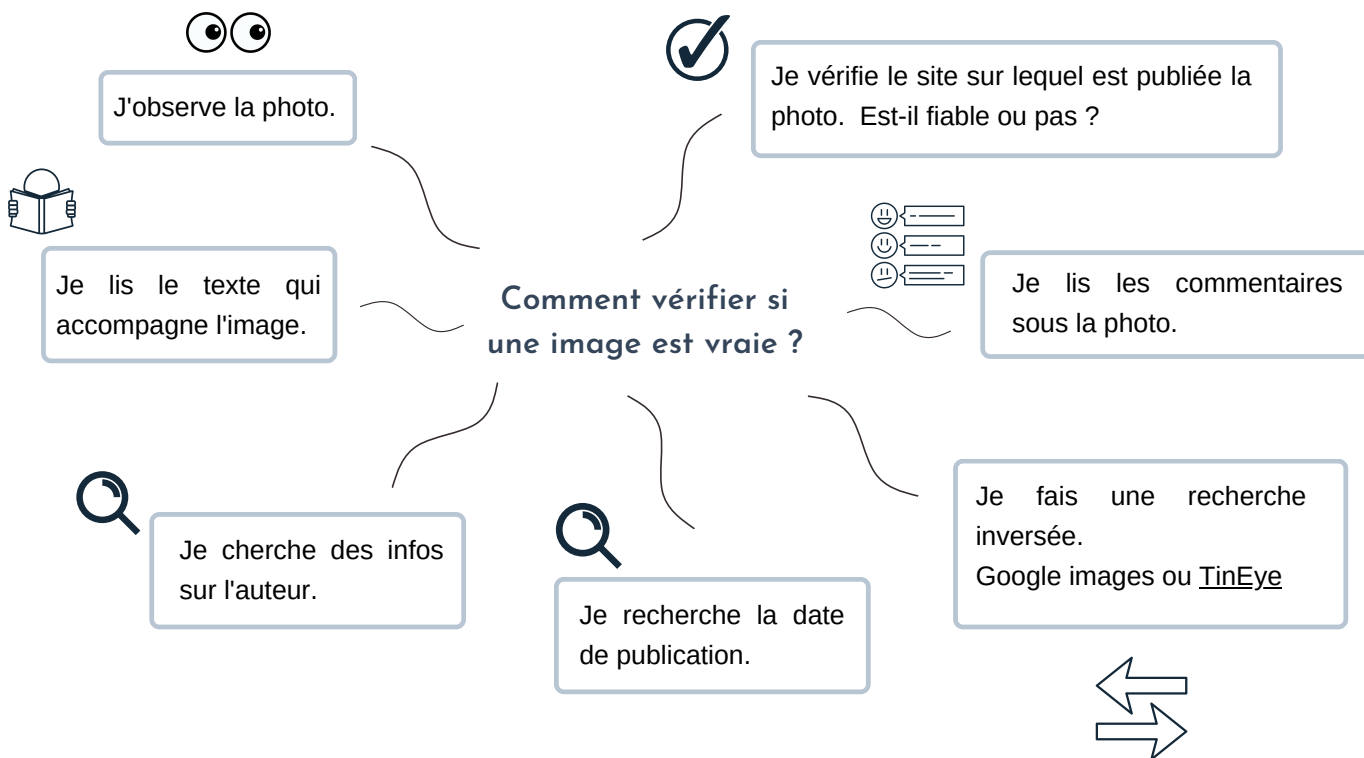 J'observe la photo.
Je vérifie le site sur lequel est publiée la
photo. Est-il fiable ou pas ?
Je lis le texte qui
accompagne l'image.
Comment vérifier si
une image est vraie ?
Je lis les commentaires
sous la photo.
Je cherche des infos
sur l'auteur.
Je recherche la date
de publication.
Je fais une recherche
inversée.
Google images ou TinEye